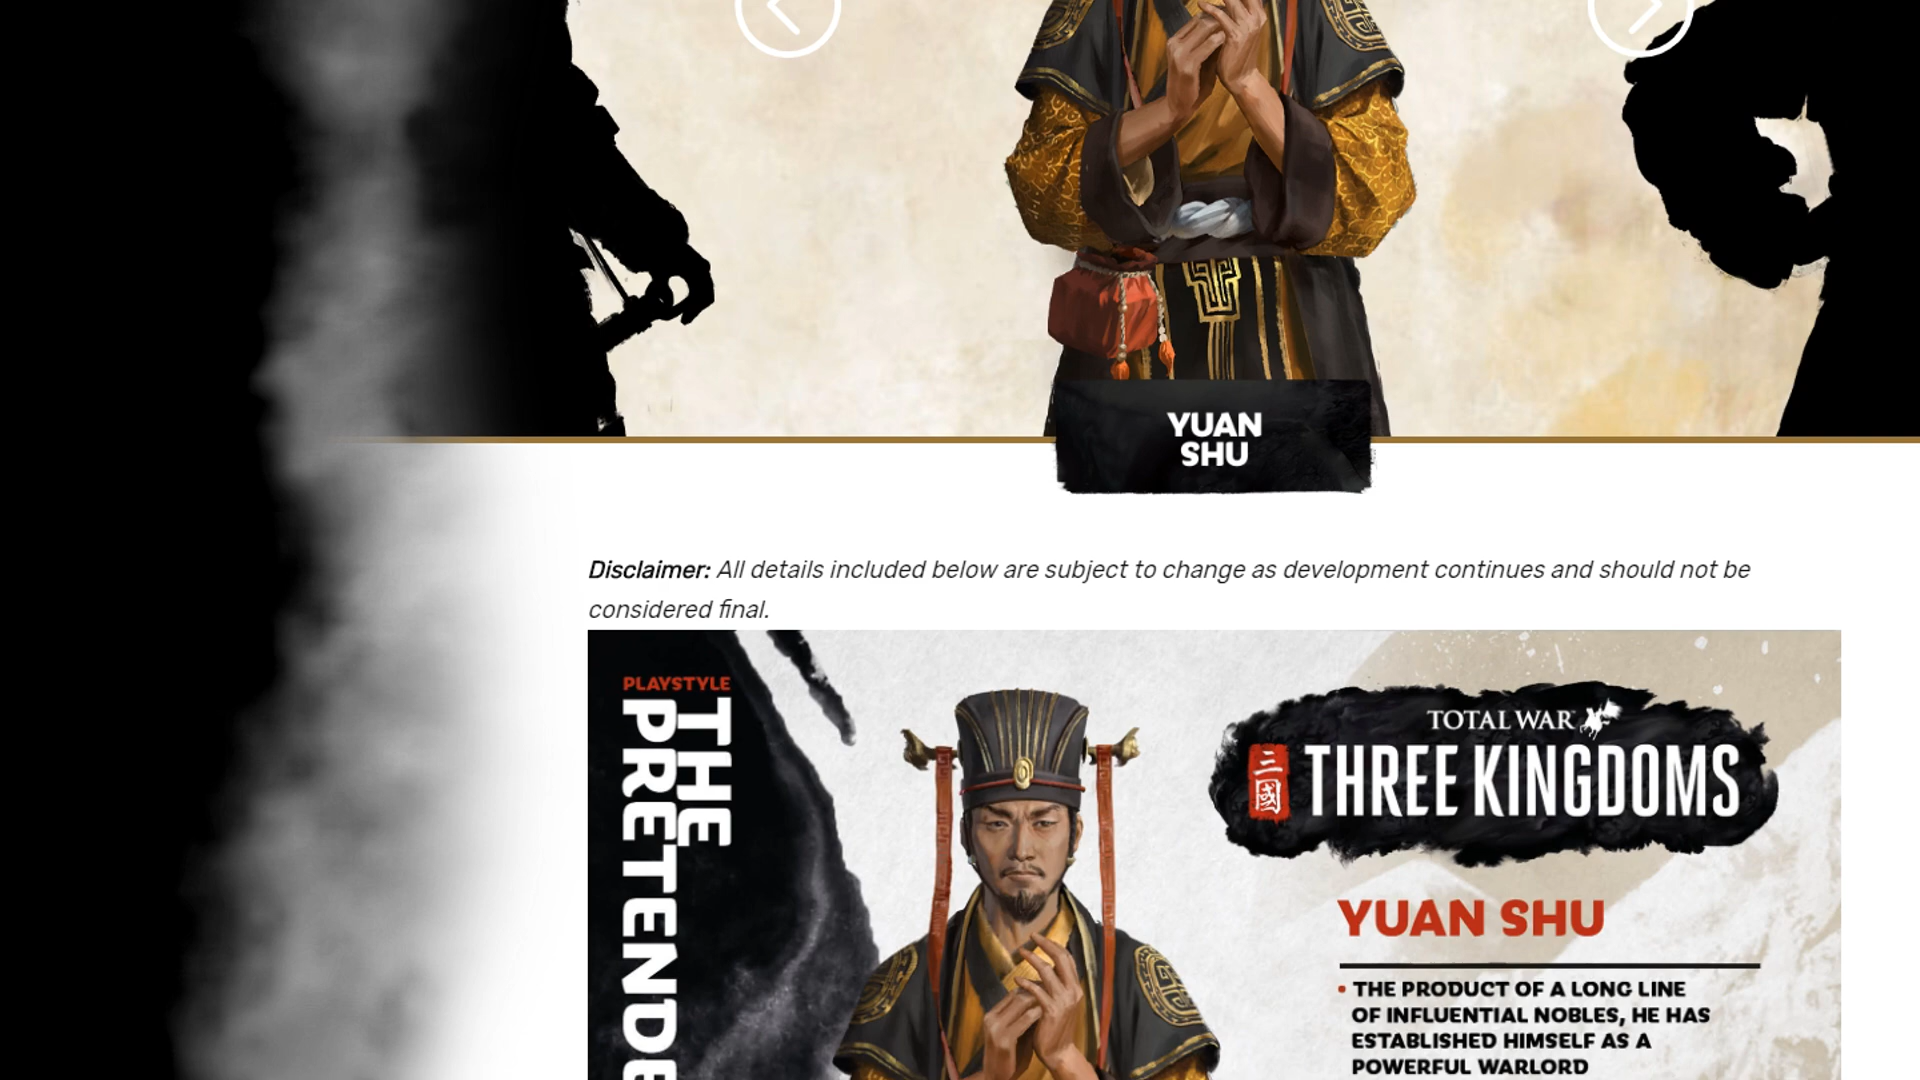 YUAN
SHU
Disclaimer: All details included below are subject to change as development continues and should not be
considered final.
PLAYSTYLE
THE
PRETENDE
TOTAL WAR
三國
THREE KINGDOMS
YUAN SHU
• THE PRODUCT OF A LONG LINE
OF INFLUENTIAL NOBLES, HE HAS
ESTABLISHED HIMSELF AS A
POWERFUL WARLORD